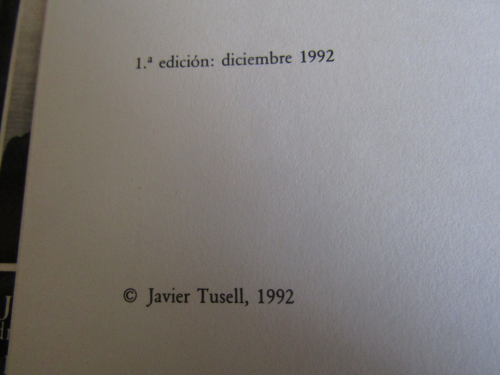 1.ª edición: diciembre 1992
© Javier Tusell, 1992